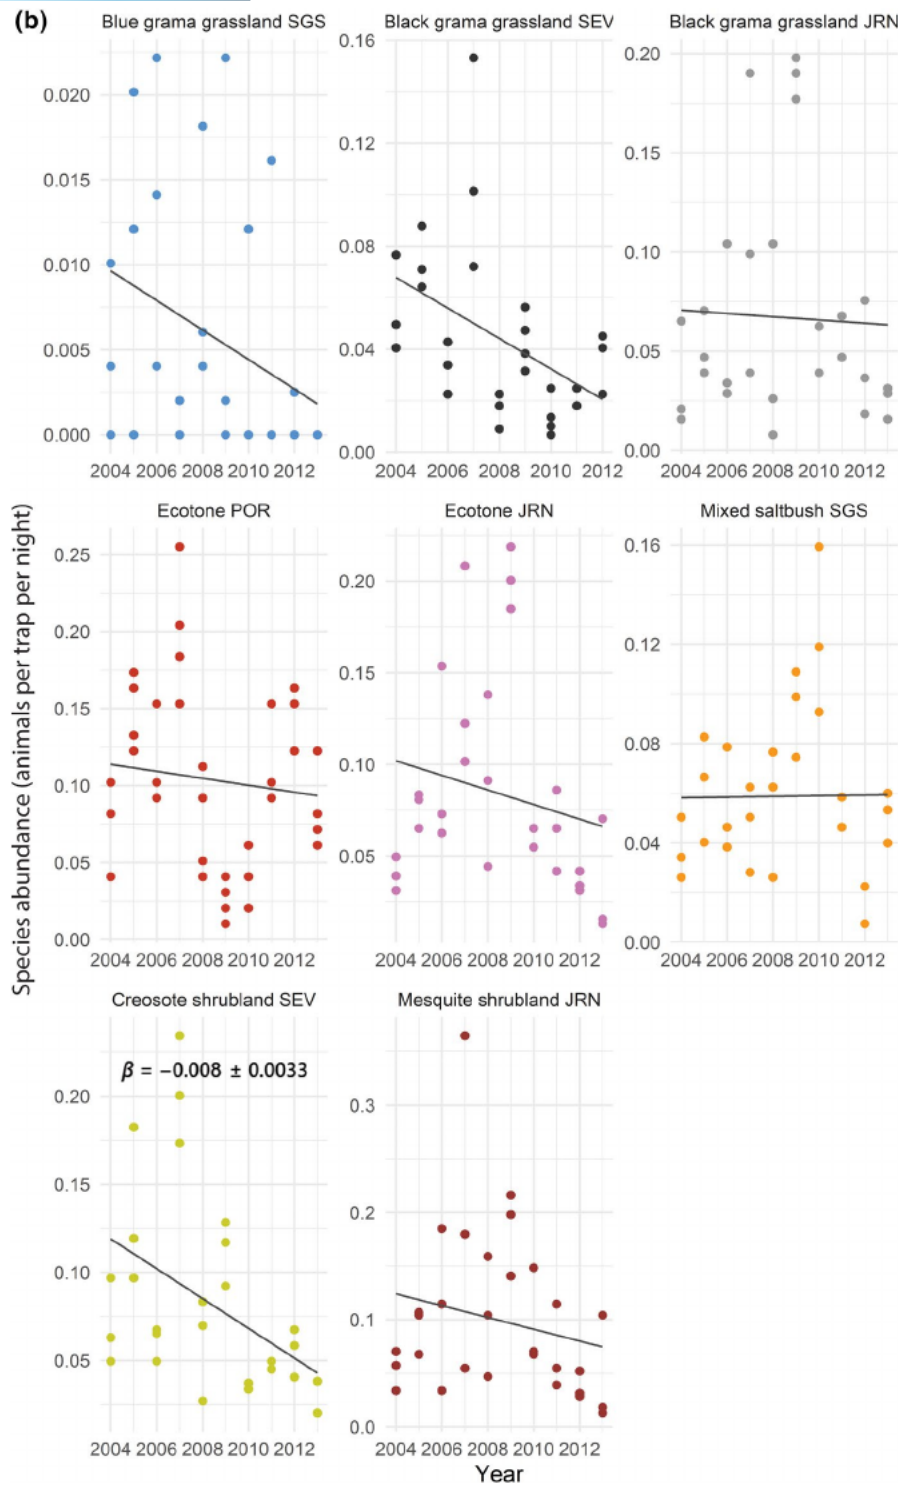 (b)
Blue grama grassland SGS
Black grama grassland SEV
Black grama grassland JRN
0.020
0.015
0.010
0.005
0.000
2004 2006 2008 2010 2012
0.16
0.12
0.08
0.04
0.00
2004 2006 2008 2010 2012
0.20
0.15
0.10
0.05
0.00
2004 2006 2008 2010 2012
Species abundance (animals per trap per night)
Ecotone POR
Ecotone JRN
Mixed saltbush SGS
0.25
0.20
0.15
0.10
0.05
0.00
2004 2006 2008 2010 2012
0.20
0.15
0.10
0.05
2004 2006 2008 2010 2012
0.16
0.12
0.08
0.04
0.00
2004 2006 2008 2010 2012
Creosote shrubland SEV
Mesquite shrubland JRN
β = −0.008 ± 0.0033
0.20
0.15
0.10
0.05
2004 2006 2008 2010 2012
0.3
0.2
0.1
0.0
2004 2006 2008 2010 2012
Year